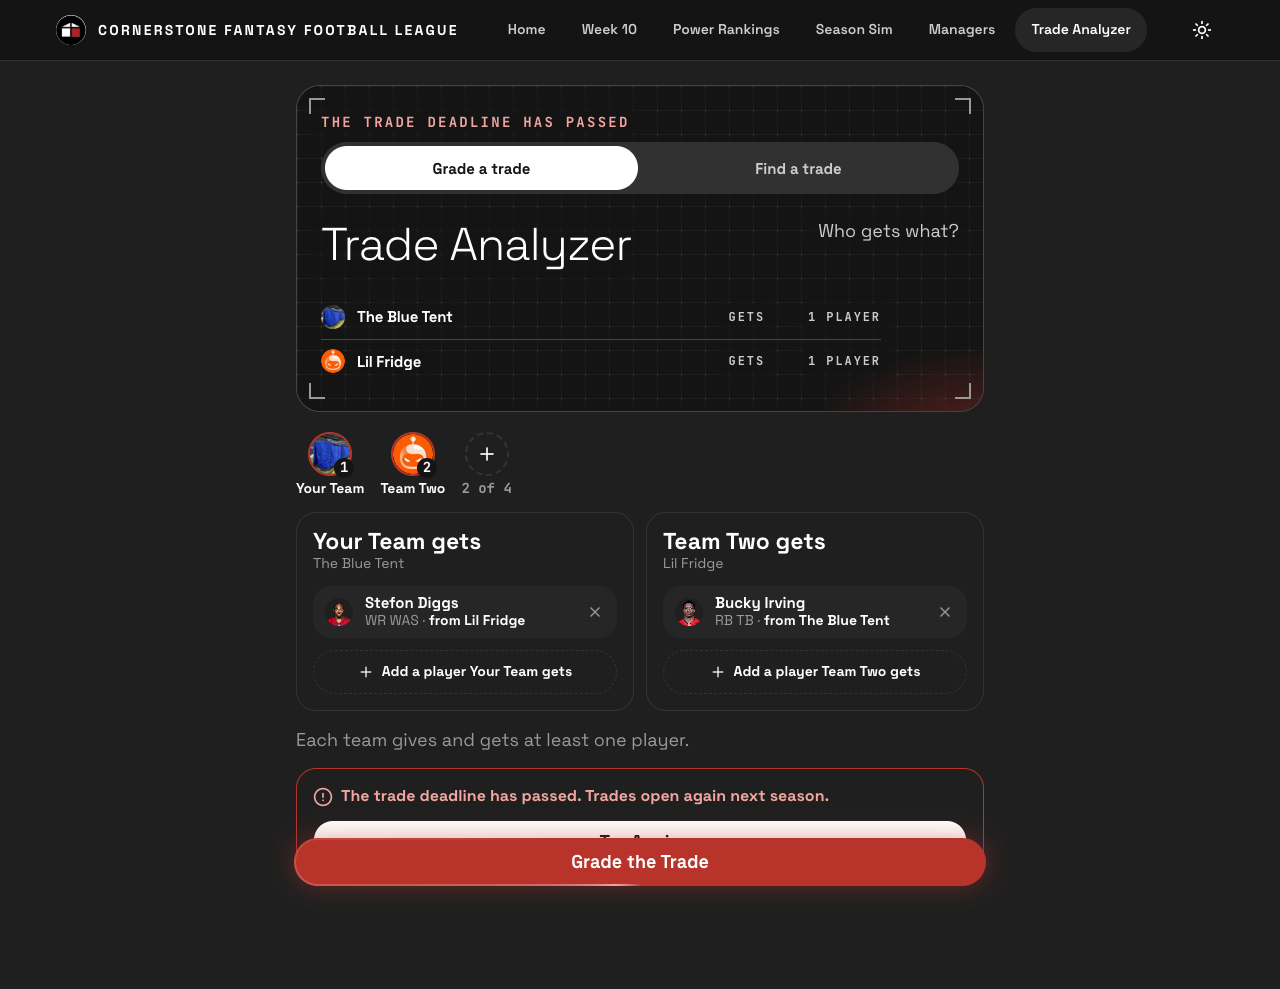 CORNERSTONE FANTASY FOOTBALL LEAGUE
Home
Week 10
Power Rankings
Season Sim
Managers
Trade Analyzer
THE TRADE DEADLINE HAS PASSED
Grade a trade
Find a trade
Trade Analyzer
Who gets what?
The Blue Tent GETS 1 PLAYER
Lil Fridge GETS 1 PLAYER
1
2
Your Team
Team Two
2 of 4
Your Team gets
The Blue Tent
Stefon Diggs
WR WAS · from Lil Fridge
Add a player Your Team gets
Team Two gets
Lil Fridge
Bucky Irving
RB TB · from The Blue Tent
Add a player Team Two gets
Each team gives and gets at least one player.
The trade deadline has passed. Trades open again next season.
Grade the Trade